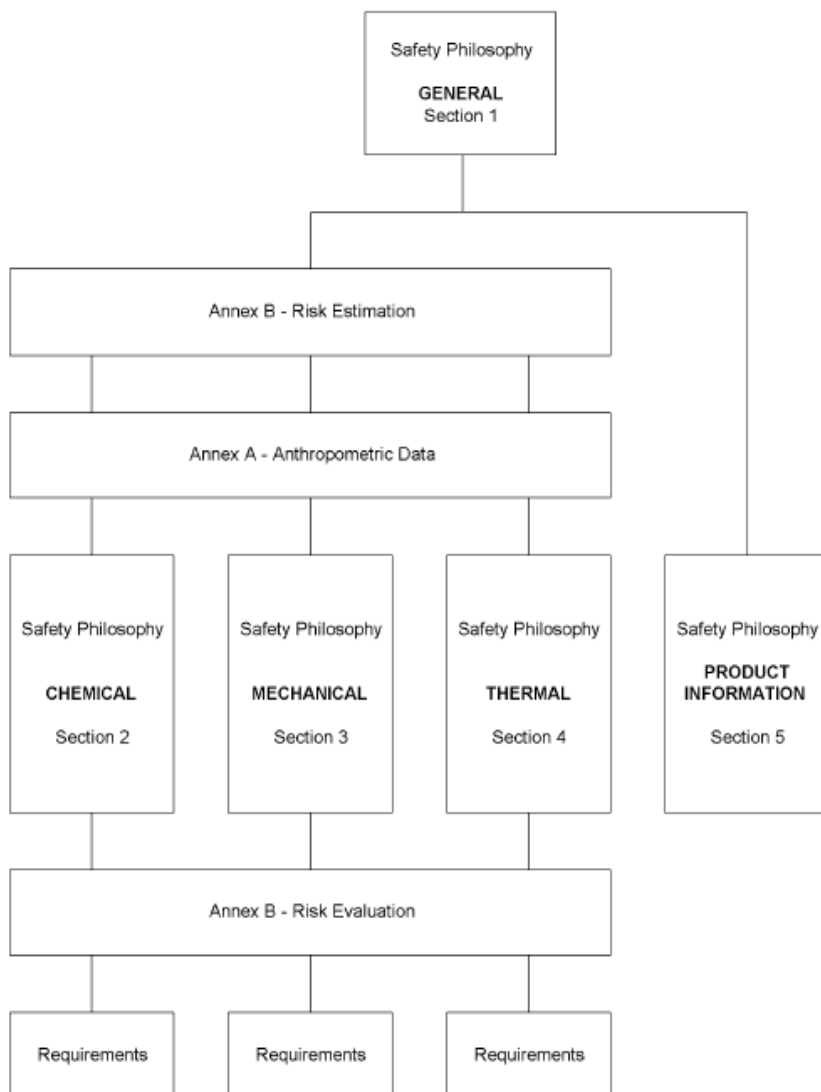 Safety Philosophy
GENERAL
Section 1
Annex B - Risk Estimation
Annex A - Anthropometric Data
Safety Philosophy
CHEMICAL
Section 2
Safety Philosophy
MECHANICAL
Section 3
Safety Philosophy
THERMAL
Section 4
Safety Philosophy
PRODUCT
INFORMATION
Section 5
Annex B - Risk Evaluation
Requirements
Requirements
Requirements